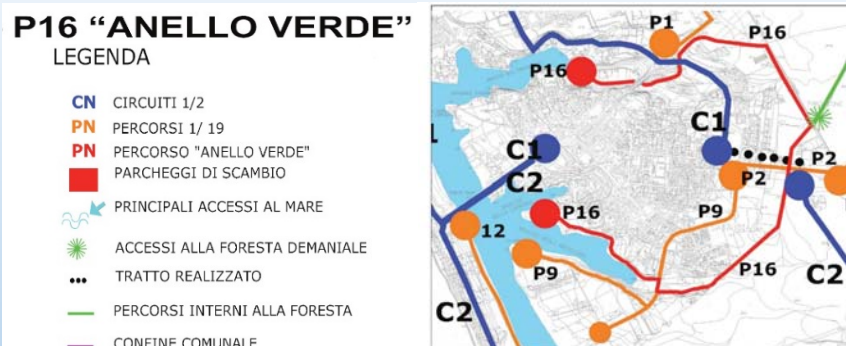 P16 “ANELLO VERDE”
LEGENDA
CN CIRCUITI 1/2
PN PERCORSI 1/ 19
PN PERCORSO "ANELLO VERDE"
PARCHEGGI DI SCAMBIO
PRINCIPALI ACCESSI AL MARE
ACCESSI ALLA FORESTA DEMANIALE
TRATTO REALIZZATO
PERCORSI INTERNI ALLA FORESTA
CONFINE COMUNALE
P1
P16
P16
C1
C1
P2
C2
P2
P16
P9
12
P9
P16
C2
C2